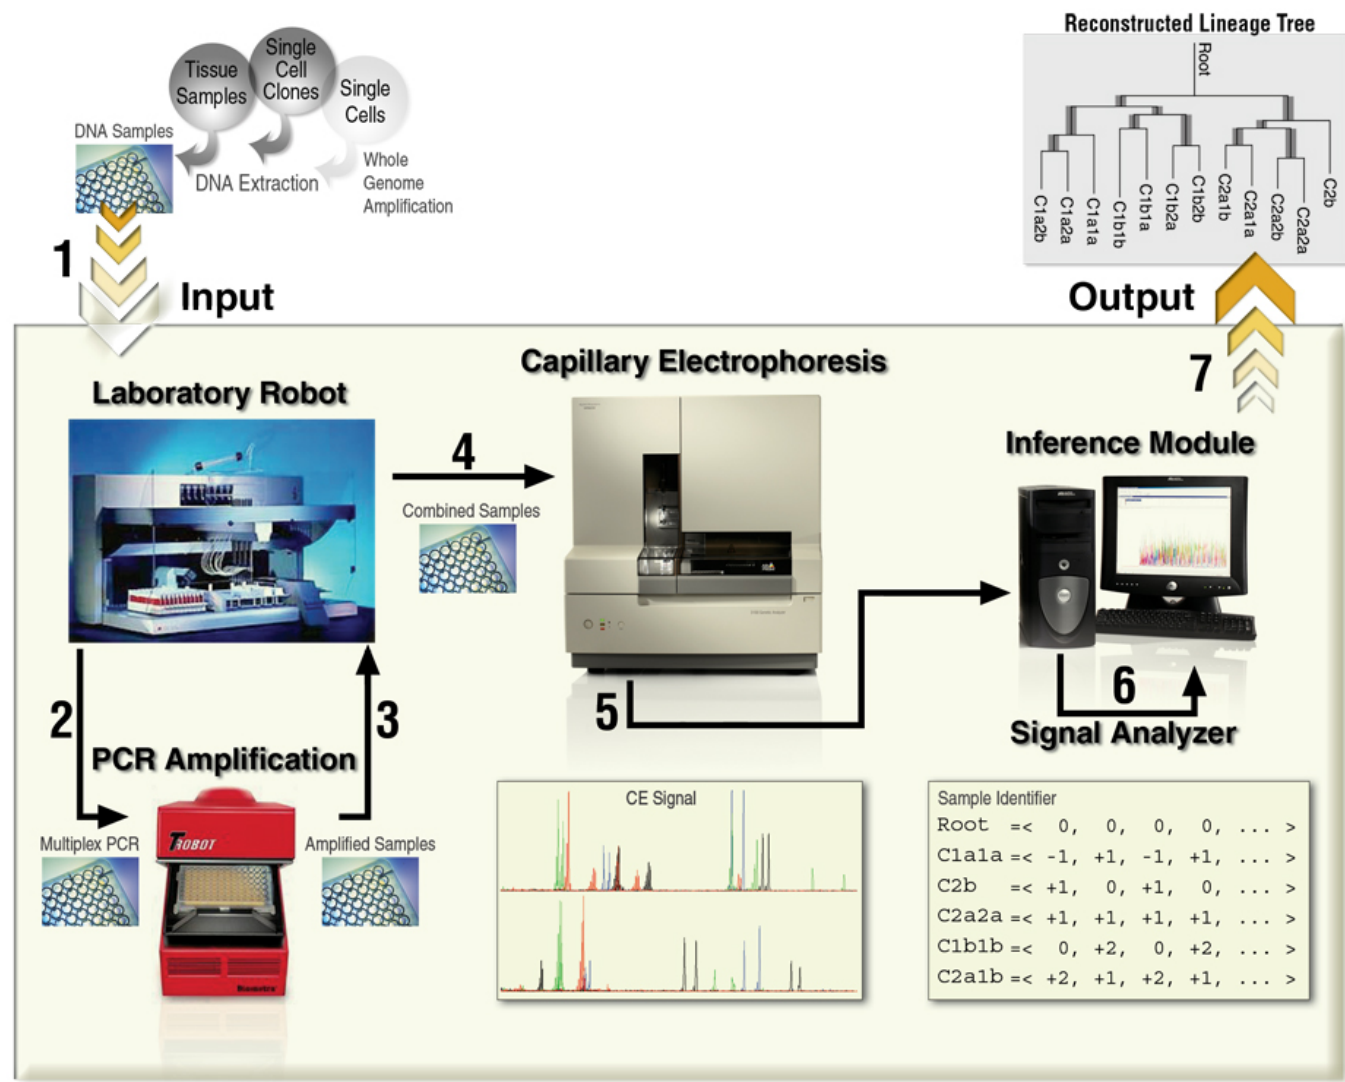 Reconstructed Lineage Tree
Root
C1a2b
C1a2a
C1a1a
C1b1b
C1b1a
C1b2a
C1b2b
C2a1b
C2a1a
C2a2b
C2a2a
C2b
Tissue
Samples
Single
Cell
Clones
Single
Cells
DNA Samples
DNA Extraction
Whole
Genome
Amplification
1
Input
Output
7
Laboratory Robot
Capillary Electrophoresis
Inference Module
4
Combined Samples
2
3
5
6
Signal Analyzer
PCR Amplification
Multiplex PCR
TROBOT
Amplified Samples
Biometra
CE Signal
Sample Identifier
Root =< 0, 0, 0, 0, ... >
C1a1a =< -1, +1, -1, +1, ... >
C2b =< +1, 0, +1, 0, ... >
C2a2a =< +1, +1, +1, +1, ... >
C1b1b =< 0, +2, 0, +2, ... >
C2a1b =< +2, +1, +2, +1, ... >